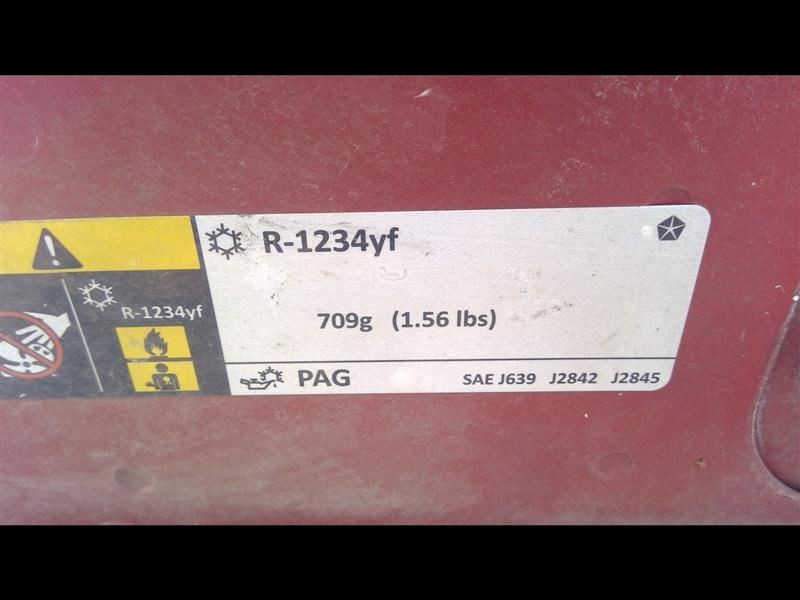 R-1234yf
R-1234yf
709g (1.56 lbs)
PAG
SAE J639 J2842 J2845